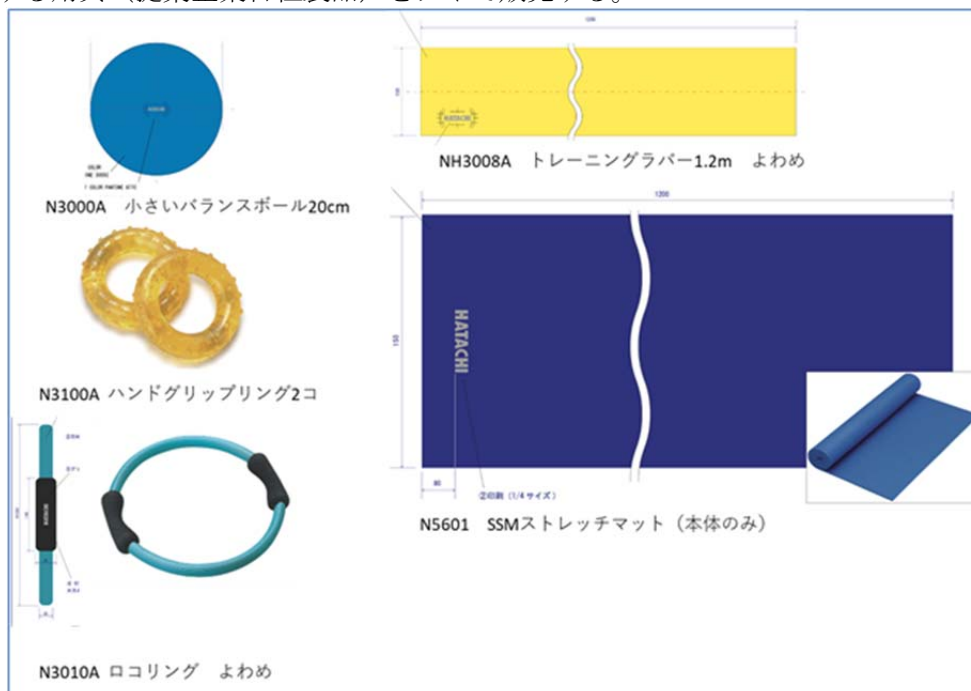 HATACHI
N3000A 小さいバランスボール20cm
HATACHI
NH3008A トレーニングラバー1.2m よわめ
N3100A ハンドグリップリング2コ
1200
150
HATACHI
80
②印刷 (1/4 サイズ)
N5601 SSMストレッチマット（本体のみ）
N3010A ロコリング よわめ